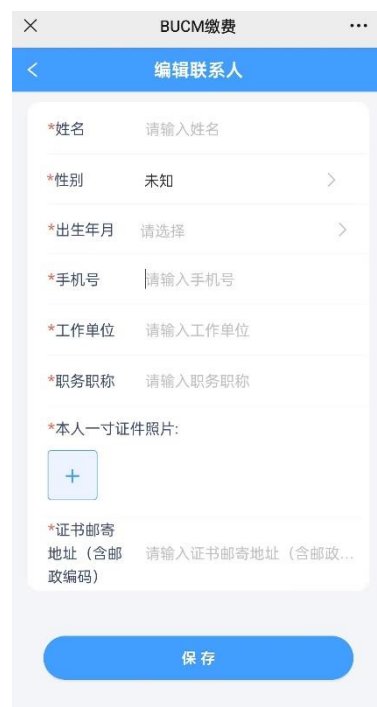 BUCM缴费
编辑联系人
*姓名 请输入姓名
*性别 未知
*出生年月 请选择
*手机号 请输入手机号
*工作单位 请输入工作单位
*职务职称 请输入职务职称
*本人一寸证件照片:
+
*证书邮寄
地址（含邮 请输入证书邮寄地址（含邮政...
政编码）
保存